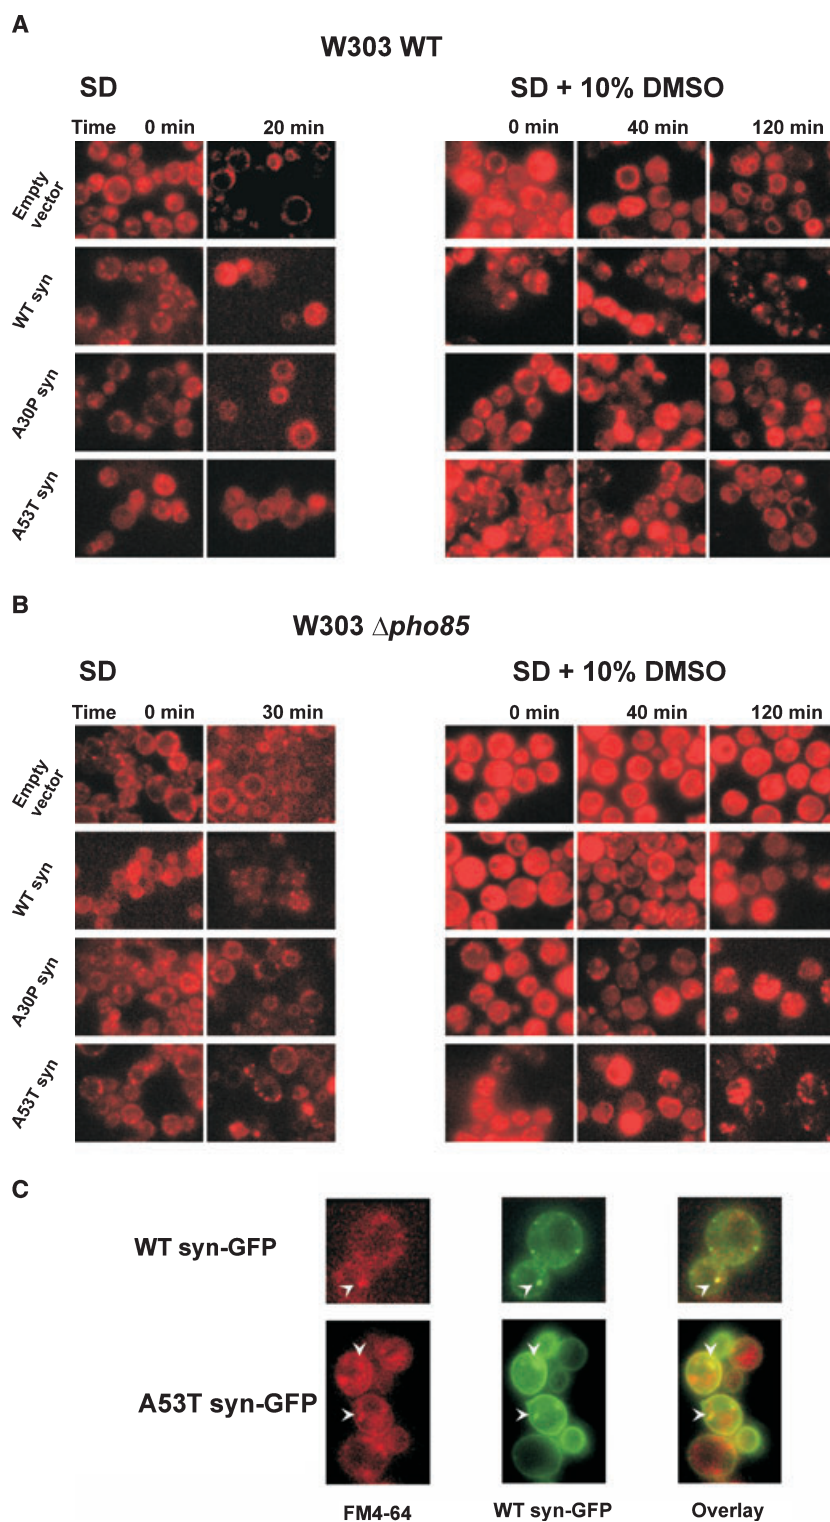 A
W303 WT
SD
SD + 10% DMSO
Time 0 min 20 min
0 min 40 min 120 min
Empty vector
WT syn
A30P syn
A53T syn
B
W303 Δpho85
SD
SD + 10% DMSO
Time 0 min 30 min
0 min 40 min 120 min
Empty vector
WT syn
A30P syn
A53T syn
C
WT syn-GFP
A53T syn-GFP
FM4-64 WT syn-GFP Overlay